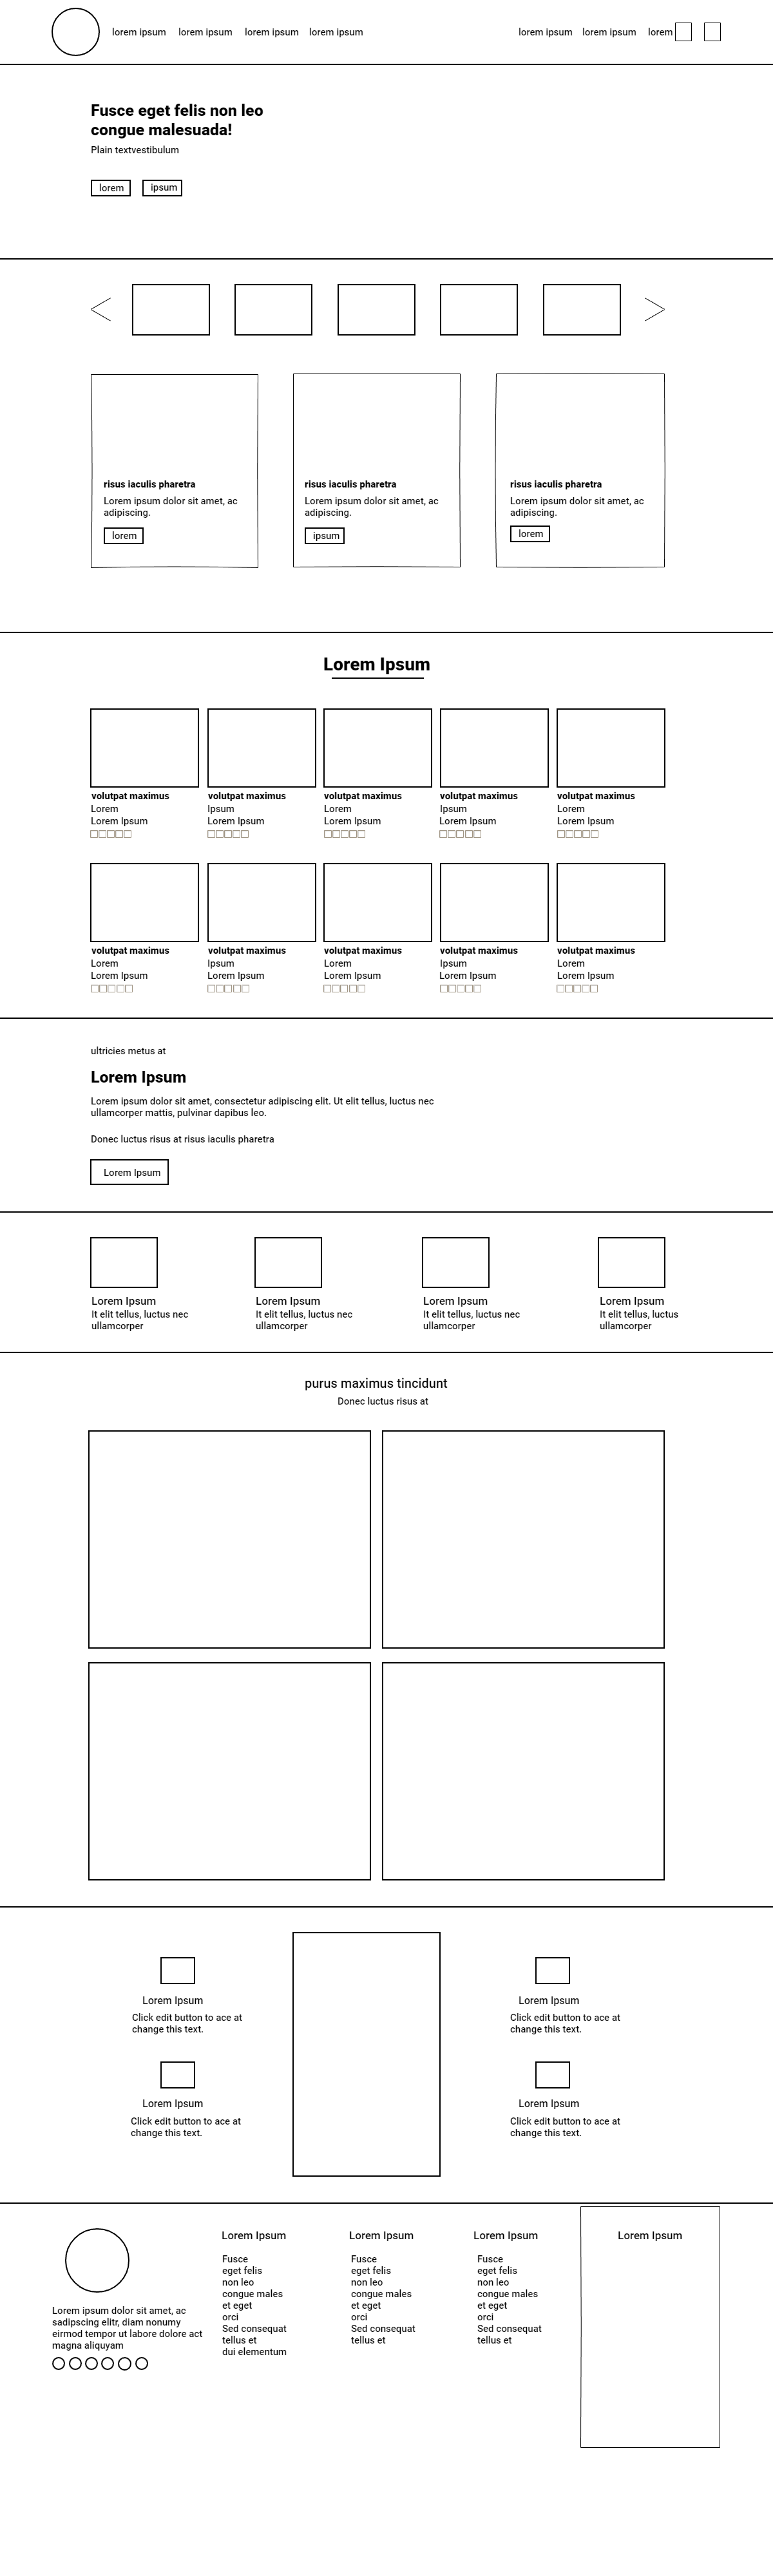 lorem ipsum lorem ipsum lorem ipsum lorem ipsum lorem ipsum lorem ipsum lorem
Fusce eget felis non leo
congue malesuada!
Plain textvestibulum
lorem ipsum
risus iaculis pharetra
Lorem ipsum dolor sit amet, ac
adipiscing.
lorem
risus iaculis pharetra
Lorem ipsum dolor sit amet, ac
adipiscing.
ipsum
risus iaculis pharetra
Lorem ipsum dolor sit amet, ac
adipiscing.
lorem
Lorem Ipsum
volutpat maximus
Lorem
Lorem Ipsum
volutpat maximus
Ipsum
Lorem Ipsum
volutpat maximus
Lorem
Lorem Ipsum
volutpat maximus
Ipsum
Lorem Ipsum
volutpat maximus
Lorem
Lorem Ipsum
volutpat maximus
Lorem
Lorem Ipsum
volutpat maximus
Ipsum
Lorem Ipsum
volutpat maximus
Lorem
Lorem Ipsum
volutpat maximus
Ipsum
Lorem Ipsum
volutpat maximus
Lorem
Lorem Ipsum
ultricies metus at
Lorem Ipsum
Lorem ipsum dolor sit amet, consectetur adipiscing elit. Ut elit tellus, luctus nec
ullamcorper mattis, pulvinar dapibus leo.
Donec luctus risus at risus iaculis pharetra
Lorem Ipsum
Lorem Ipsum
It elit tellus, luctus nec
ullamcorper
Lorem Ipsum
It elit tellus, luctus nec
ullamcorper
Lorem Ipsum
It elit tellus, luctus nec
ullamcorper
Lorem Ipsum
It elit tellus, luctus
ullamcorper
purus maximus tincidunt
Donec luctus risus at
Lorem Ipsum
Click edit button to ace at
change this text.
Lorem Ipsum
Click edit button to ace at
change this text.
Lorem Ipsum
Click edit button to ace at
change this text.
Lorem Ipsum
Click edit button to ace at
change this text.
Lorem ipsum dolor sit amet, ac
sadipscing elitr, diam nonumy
eirmod tempor ut labore dolore act
magna aliquyam
Lorem Ipsum
Fusce
eget felis
non leo
congue males
et eget
orci
Sed consequat
tellus et
dui elementum
Lorem Ipsum
Fusce
eget felis
non leo
congue males
et eget
orci
Sed consequat
tellus et
Lorem Ipsum
Fusce
eget felis
non leo
congue males
et eget
orci
Sed consequat
tellus et
Lorem Ipsum